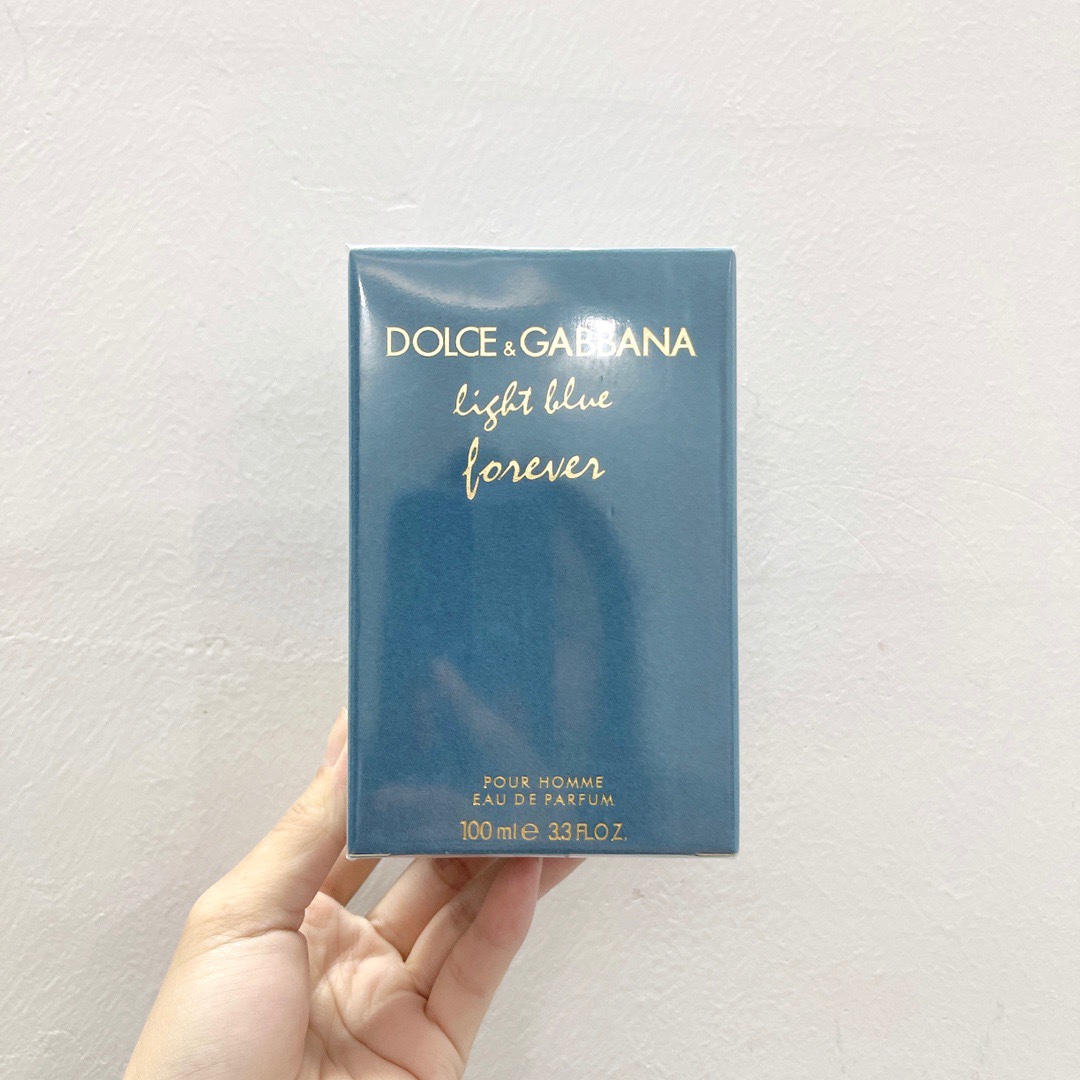 DOLCE & GABBANA
light blue
forever
POUR HOMME
EAU DE PARFUM
100 ml e 3.3 FL.OZ.